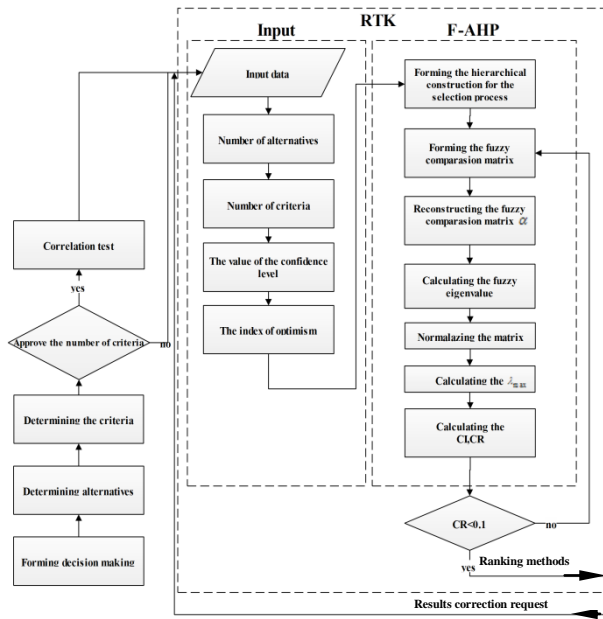 RTK
Input
F-AHP
Input data
Number of alternatives
Number of criteria
The value of the confidence
level
The index of optimism
Forming the hierarchical
construction for the
selection process
Forming the fuzzy
comparasion matrix
Reconstructing the fuzzy
comparasion matrix α
Calculating the fuzzy
eigenvalue
Normalazing the matrix
Calculating the λmax
Calculating the
CI,CR
CR<0.1
no
yes
Ranking methods
Results correction request
Correlation test
yes
Approve the number of criteria
no
Determining the criteria
Determining alternatives
Forming decision making